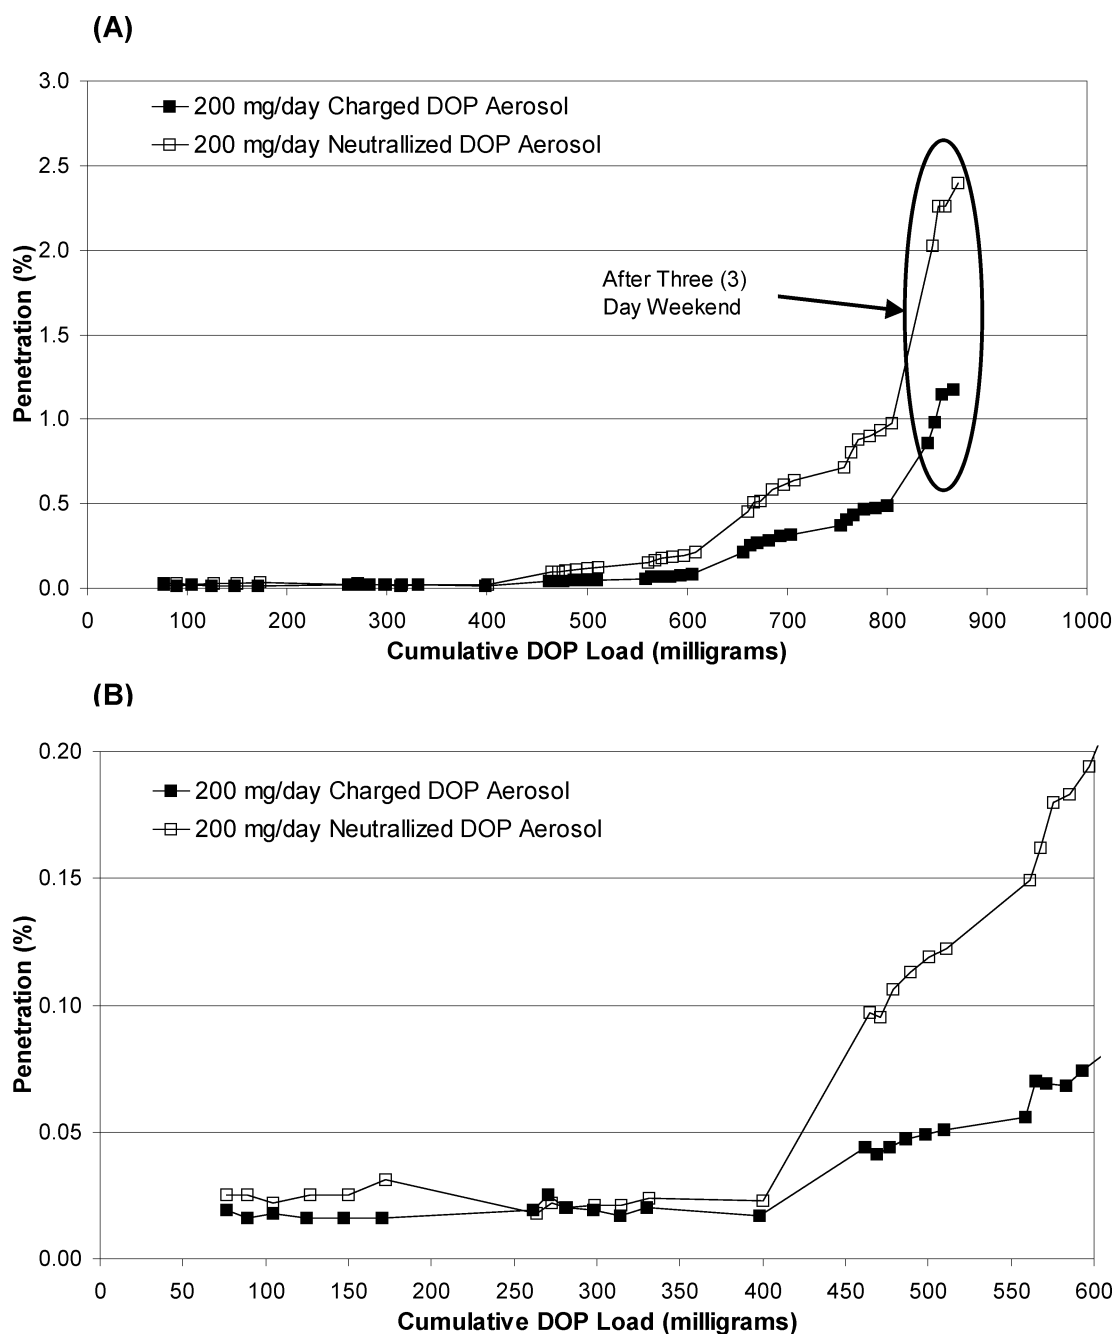 (A)
3.0
200 mg/day Charged DOP Aerosol
200 mg/day Neutrallized DOP Aerosol
2.5
2.0
After Three (3)
Day Weekend
1.5
1.0
0.5
0.0
Penetration (%)
0 100 200 300 400 500 600 700 800 900 1000
Cumulative DOP Load (milligrams)
(B)
0.20
200 mg/day Charged DOP Aerosol
200 mg/day Neutrallized DOP Aerosol
0.15
0.10
0.05
0.00
Penetration (%)
0 50 100 150 200 250 300 350 400 450 500 550 600
Cumulative DOP Load (milligrams)